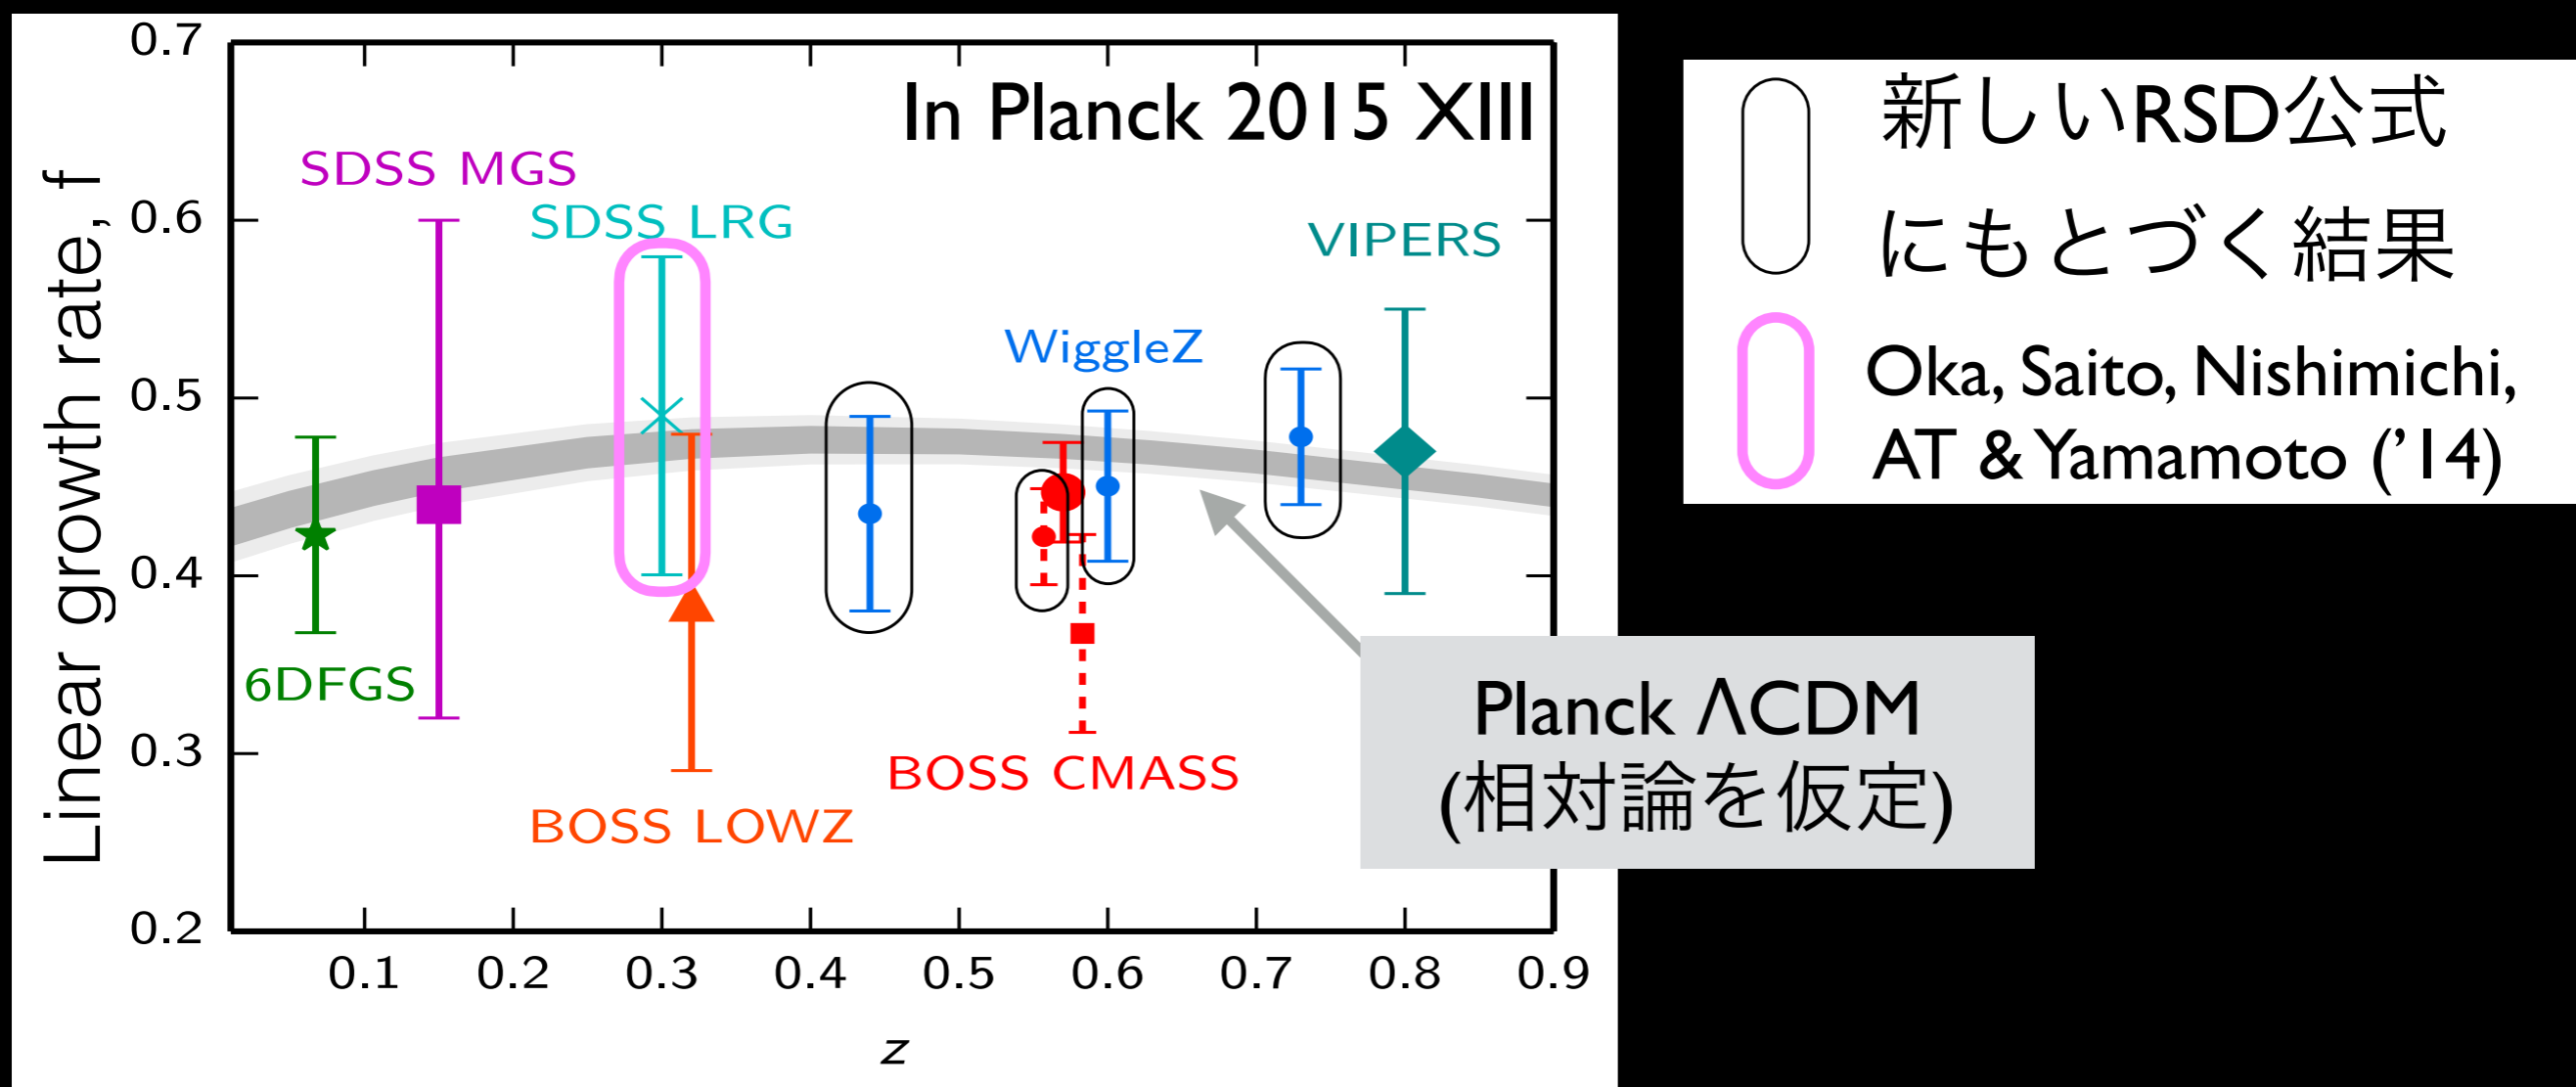 In Planck 2015 XIII
Linear growth rate, f
0.7
0.6
0.5
0.4
0.3
0.2
SDSS MGS
SDSS LRG
VIPERS
WiggleZ
6DFGS
BOSS CMASS
BOSS LOWZ
0.1 0.2 0.3 0.4 0.5 0.6 0.7 0.8 0.9
z
新しいRSD公式
にもとづく結果
Oka, Saito, Nishimichi,
AT & Yamamoto (’14)
Planck ΛCDM
(相対論を仮定)